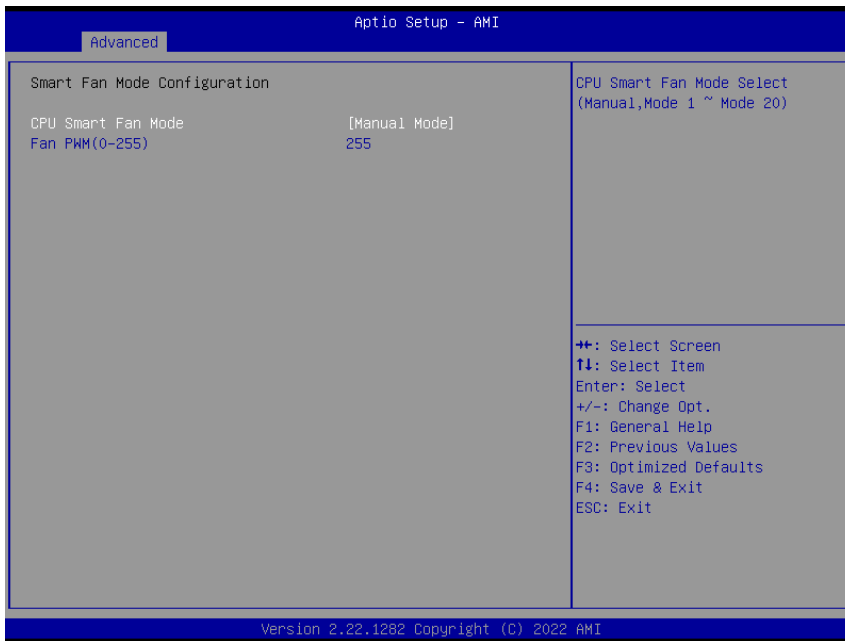 Aptio Setup - AMI
Advanced
Smart Fan Mode Configuration
CPU Smart Fan Mode [Manual Mode]
Fan PWM(0-255) 255
CPU Smart Fan Mode Select
(Manual,Mode 1 ~ Mode 20)
→←: Select Screen
↑↓: Select Item
Enter: Select
+/-: Change Opt.
F1: General Help
F2: Previous Values
F3: Optimized Defaults
F4: Save & Exit
ESC: Exit
Version 2.22.1282 Copyright (C) 2022 AMI